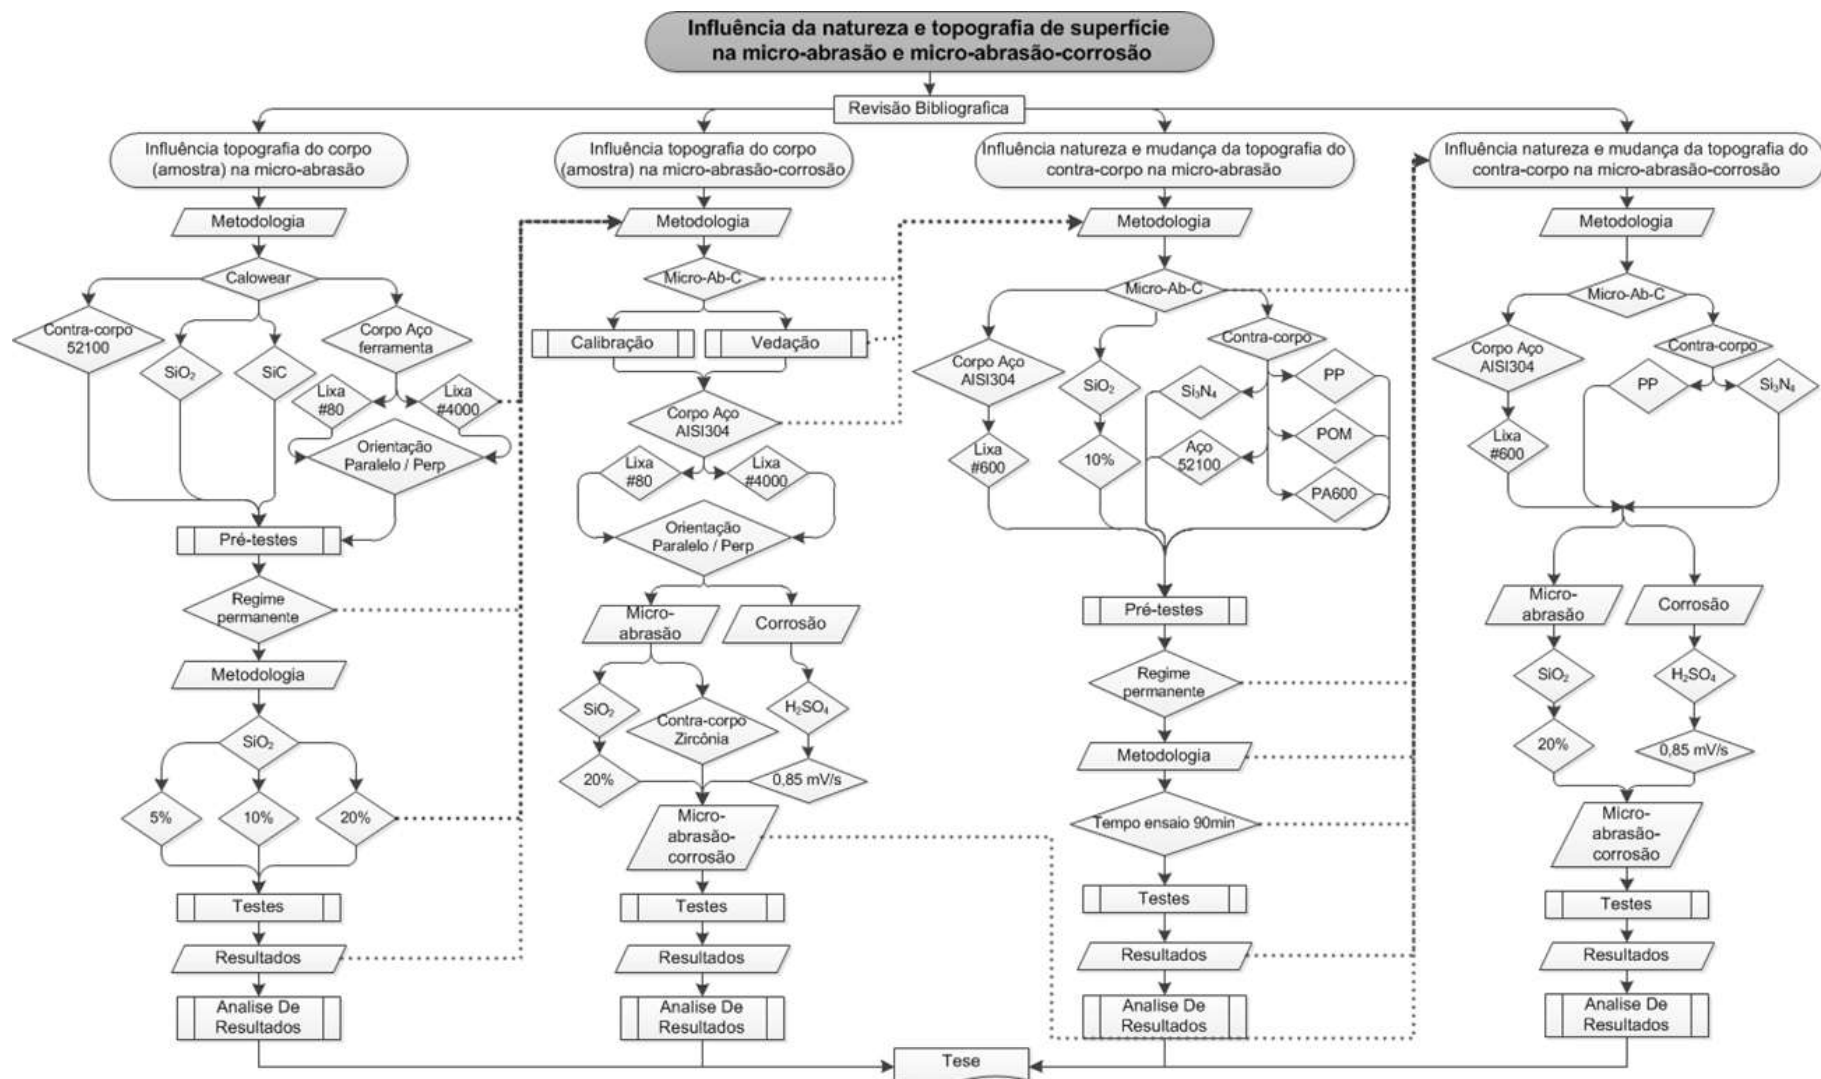 Influência da natureza e topografia de superfície
na micro-abrasão e micro-abrasão-corrosão
Revisão Bibliografica
Influência topografia do corpo
(amostra) na micro-abrasão
Metodologia
Calowear
Contra-corpo
52100
SiO₂
SiC
Corpo Aço
ferramenta
Lixa
#80
Lixa
#4000
Orientação
Paralelo / Perp
Pré-testes
Regime
permanente
Metodologia
SiO₂
5%
10%
20%
Testes
Resultados
Analise De
Resultados
Influência topografia do corpo
(amostra) na micro-abrasão-corrosão
Metodologia
Micro-Ab-C
Calibração
Vedação
Corpo Aço
AISI304
Lixa
#80
Lixa
#4000
Orientação
Paralelo / Perp
Micro-
abrasão
Corrosão
SiO₂
Contra-corpo
Zircônia
H₂SO₄
20%
0,85 mV/s
Micro-
abrasão-
corrosão
Testes
Resultados
Analise De
Resultados
Influência natureza e mudança da topografia do
contra-corpo na micro-abrasão
Metodologia
Micro-Ab-C
Corpo Aço
AISI304
SiO₂
Contra-corpo
Si₃N₄
PP
Lixa
#600
10%
Aço
52100
POM
PA600
Pré-testes
Regime
permanente
Metodologia
Tempo ensaio 90min
Testes
Resultados
Analise De
Resultados
Influência natureza e mudança da topografia do
contra-corpo na micro-abrasão-corrosão
Metodologia
Micro-Ab-C
Corpo Aço
AISI304
Contra-corpo
PP
Si₃N₄
Lixa
#600
Micro-
abrasão
Corrosão
SiO₂
H₂SO₄
20%
0,85 mV/s
Micro-
abrasão-
corrosão
Testes
Resultados
Analise De
Resultados
Tese